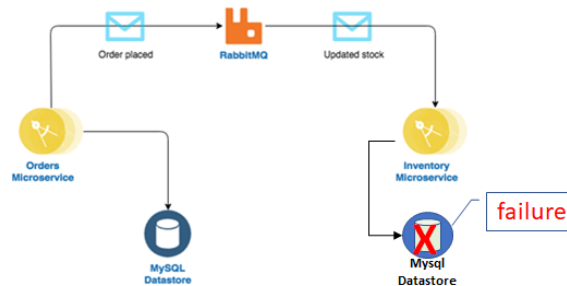 Order placed
RabbitMQ
Updated stock
Orders
Microservice
Inventory
Microservice
failure
X
MySQL
Datastore
Mysql
Datastore